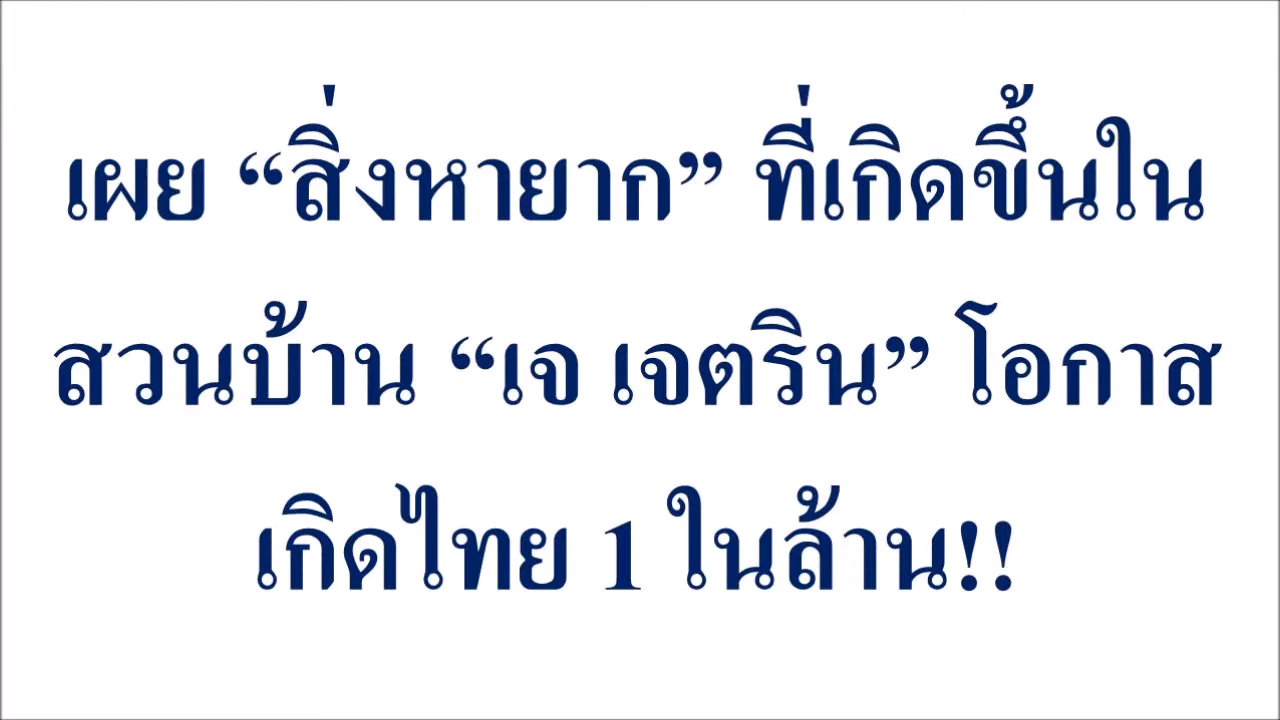 เผย “สิ่งหายาก” ที่เกิดขึ้นใน
สวนบ้าน “เจ เจตริน” โอกาส
เกิดไทย 1 ในล้าน!!